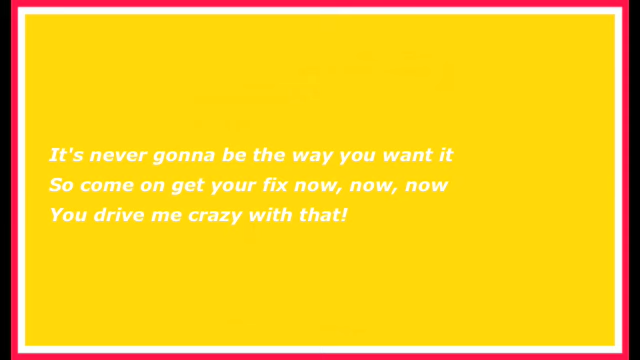 It's never gonna be the way you want it
So come on get your fix now, now, now
You drive me crazy with that!